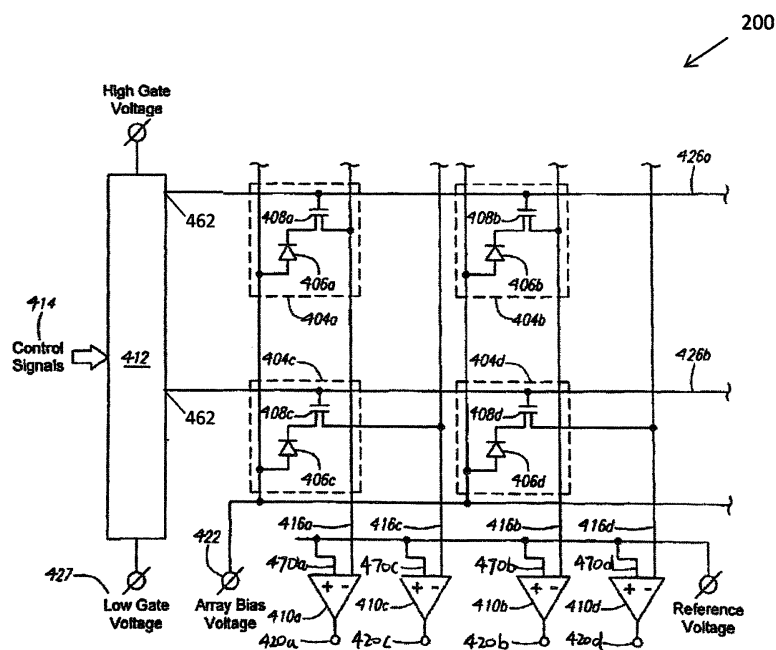 200
High Gate
Voltage
426a
462
408a
408b
406a
406b
414
404a
404b
Control
Signals
412
404c
404d
426b
462
408c
408d
406c
406d
422
416a
416c
416b
416d
427
470a
470c
470b
470d
Low Gate
Voltage
Array Bias
Voltage
+ -
+ -
+ -
+ -
410a
410c
410b
410d
Reference
Voltage
420a
420c
420b
420d